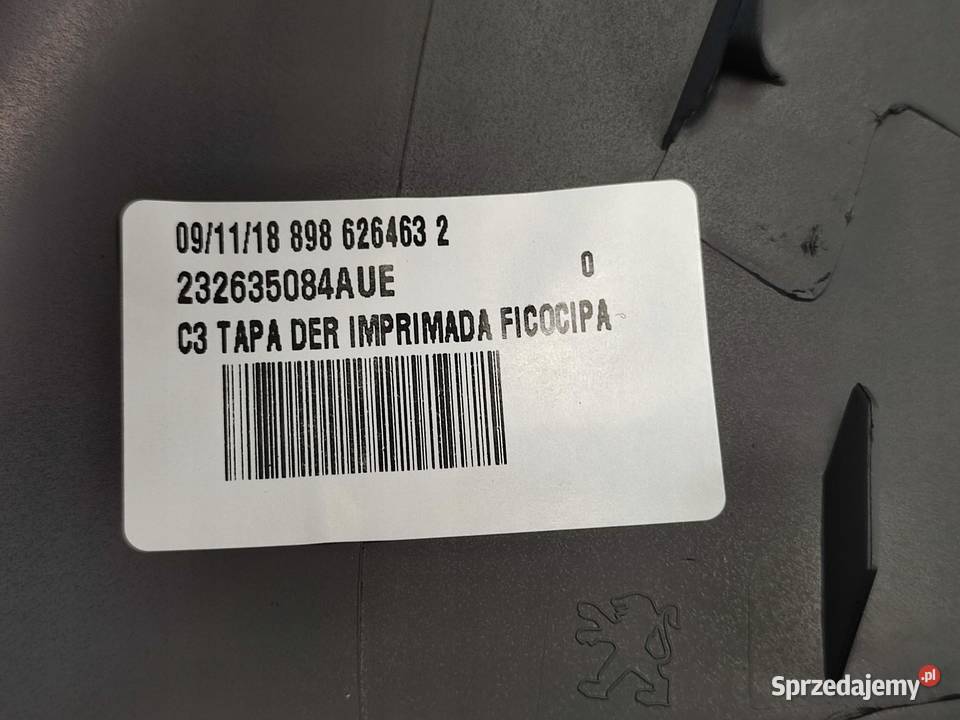 09/11/18 898 626463 2
232635084AUE 0
C3 TAPA DER IMPRIMADA FICOCIPA
Sprzedajemy.pl